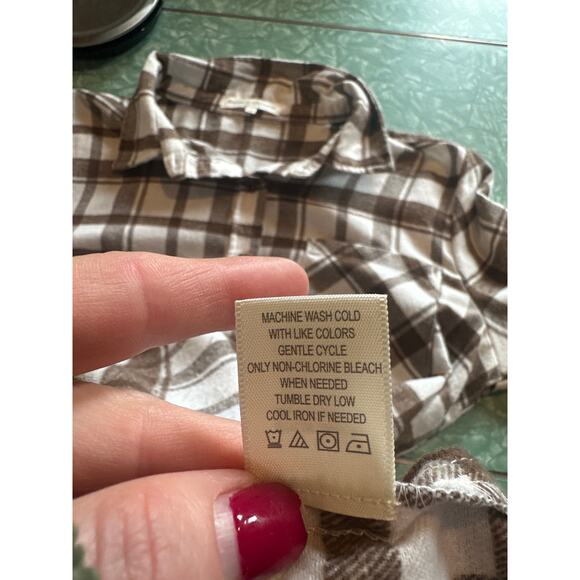 MACHINE WASH COLD
WITH LIKE COLORS
GENTLE CYCLE
ONLY NON-CHLORINE BLEACH
WHEN NEEDED
TUMBLE DRY LOW
COOL IRON IF NEEDED